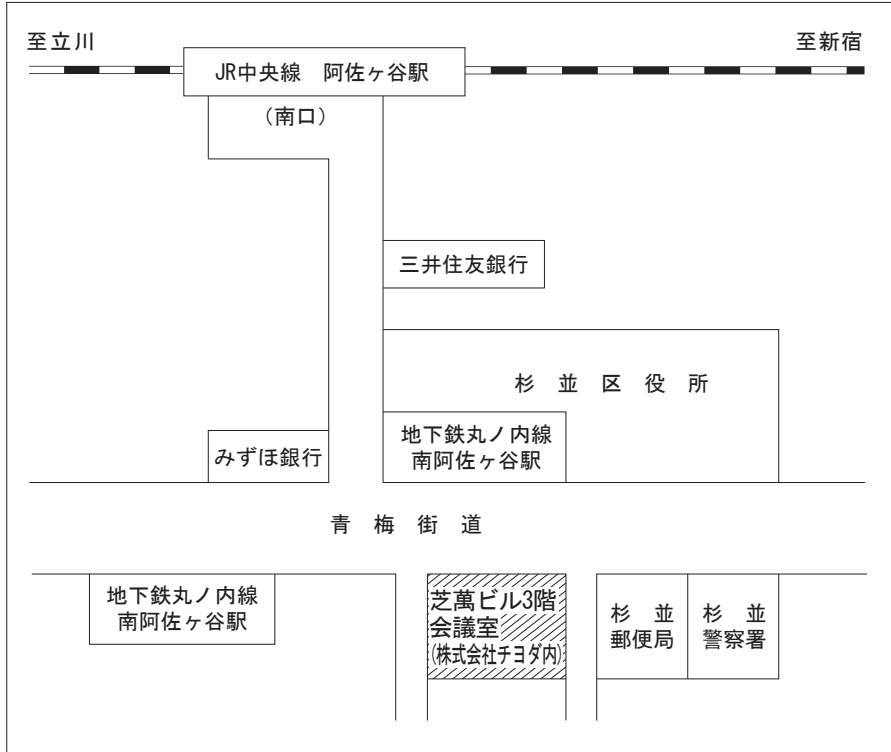 至立川
至新宿
JR中央線　阿佐ヶ谷駅
（南口）
三井住友銀行
杉並区役所
地下鉄丸ノ内線
南阿佐ヶ谷駅
みずほ銀行
青梅街道
地下鉄丸ノ内線
南阿佐ヶ谷駅
芝萬ビル3階
会議室
(株式会社チヨダ内)
杉並
郵便局
杉並
警察署